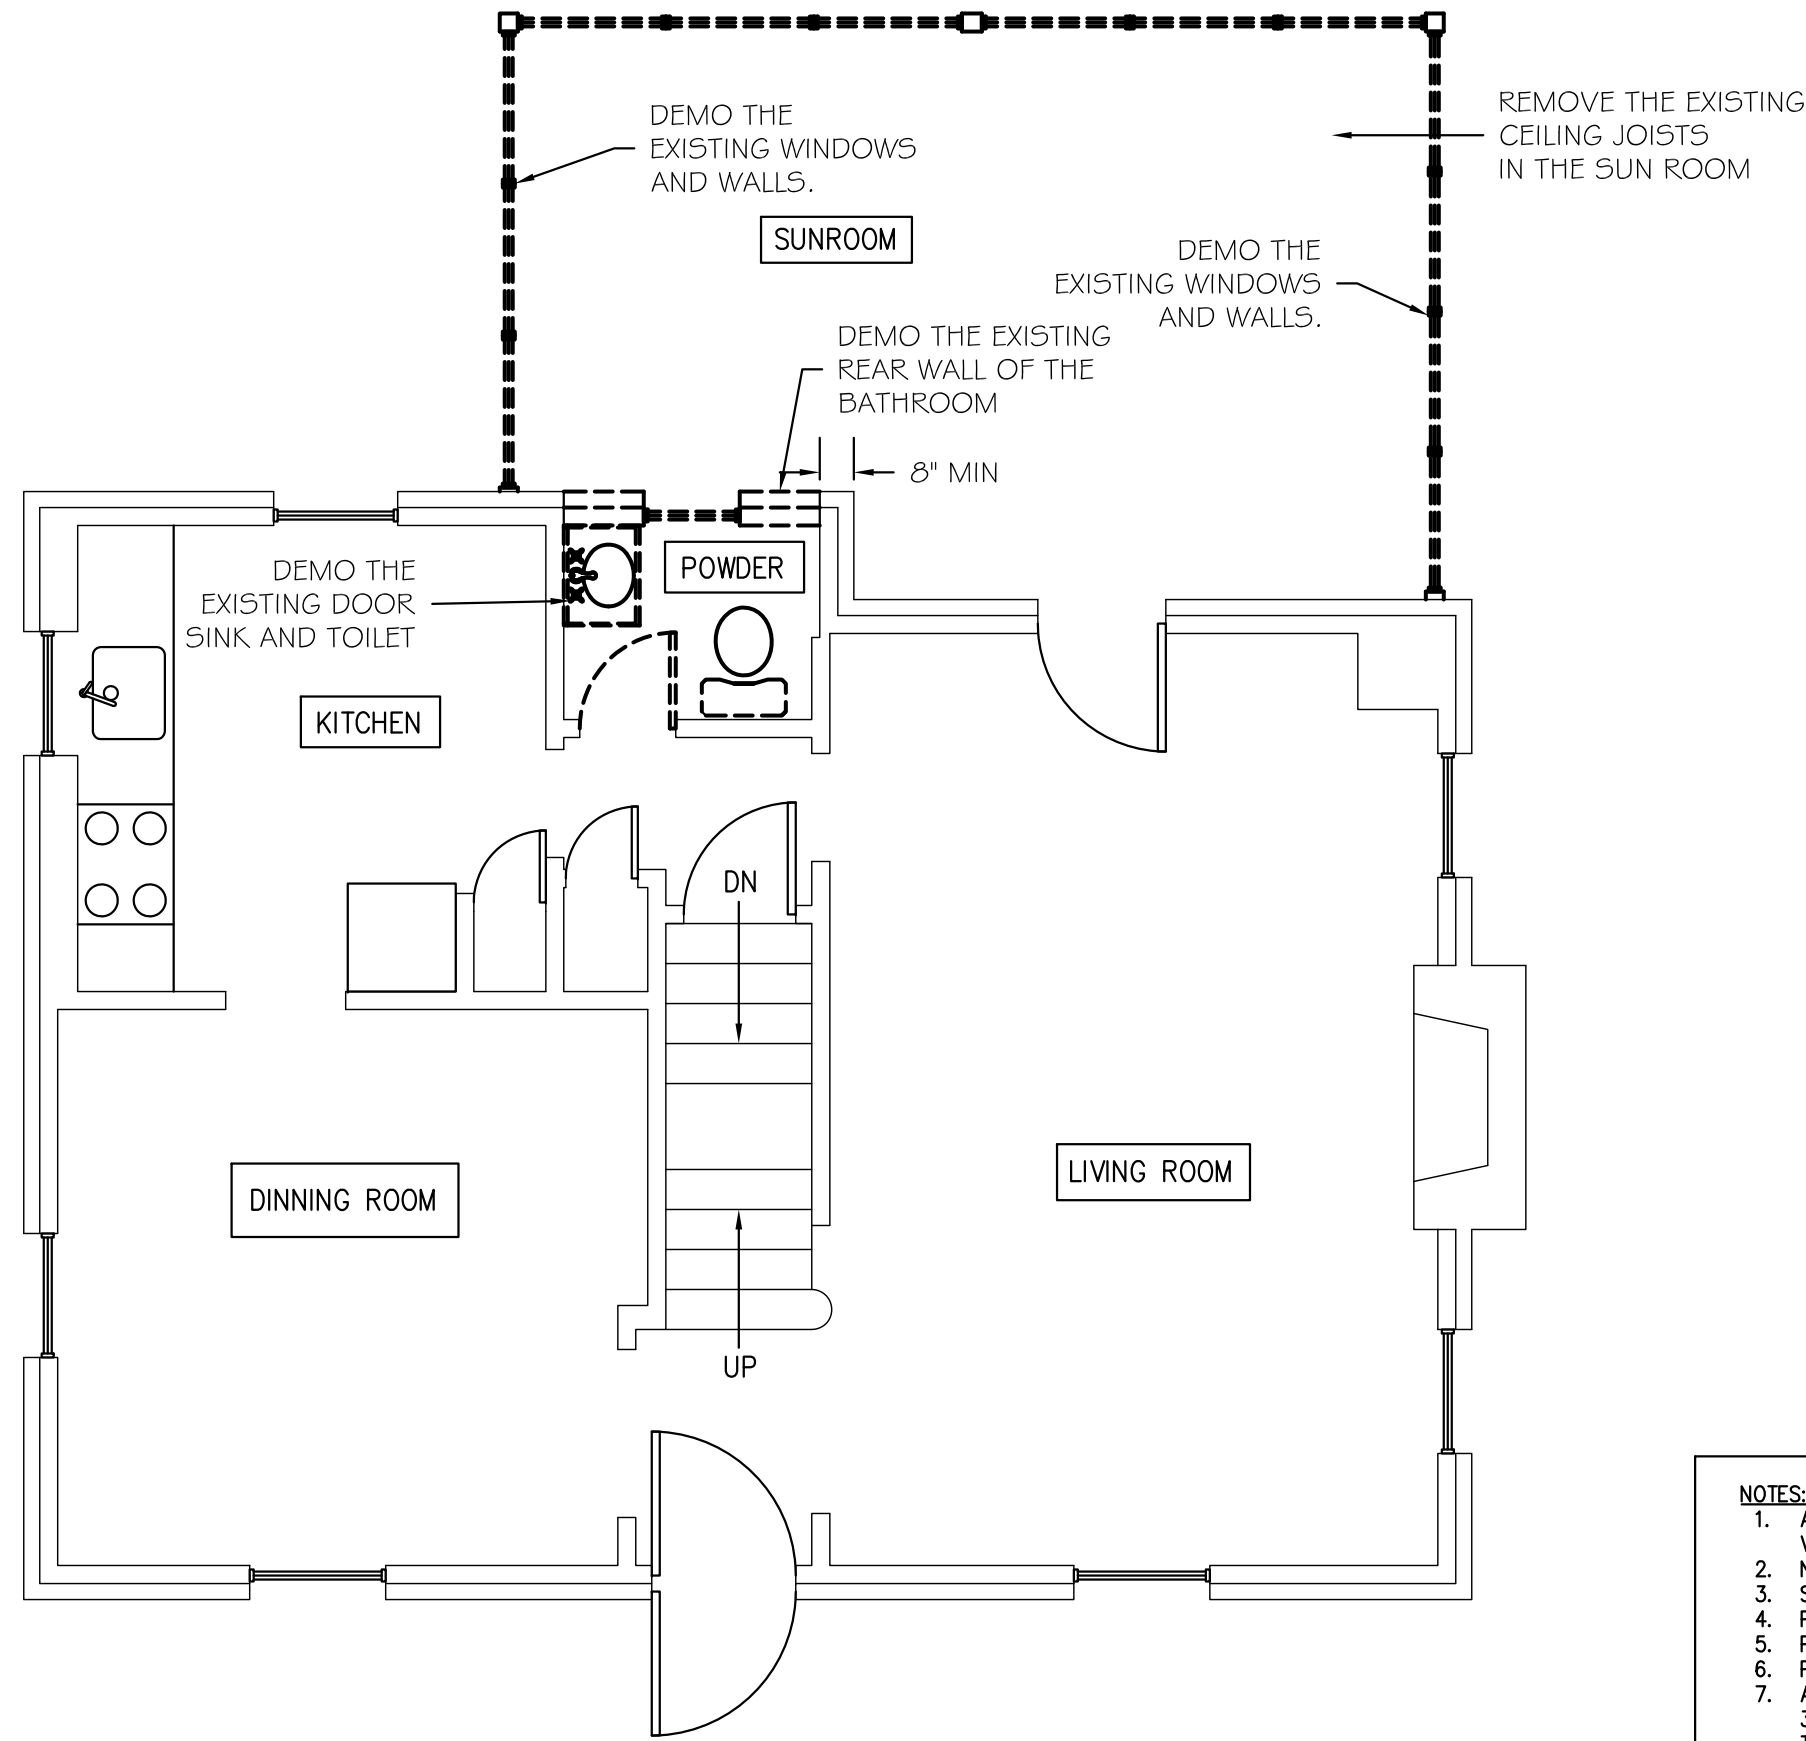 DEMO THE
EXISTING WINDOWS
AND WALLS.
REMOVE THE EXISTING
CEILING JOISTS
IN THE SUN ROOM
SUNROOM
DEMO THE
EXISTING WINDOWS
AND WALLS.
DEMO THE EXISTING
REAR WALL OF THE
BATHROOM
8" MIN
DEMO THE
EXISTING DOOR
SINK AND TOILET
POWDER
KITCHEN
DN
DINNING ROOM
LIVING ROOM
UP
NOTES:
1.
2.
3.
4.
5.
6.
7.